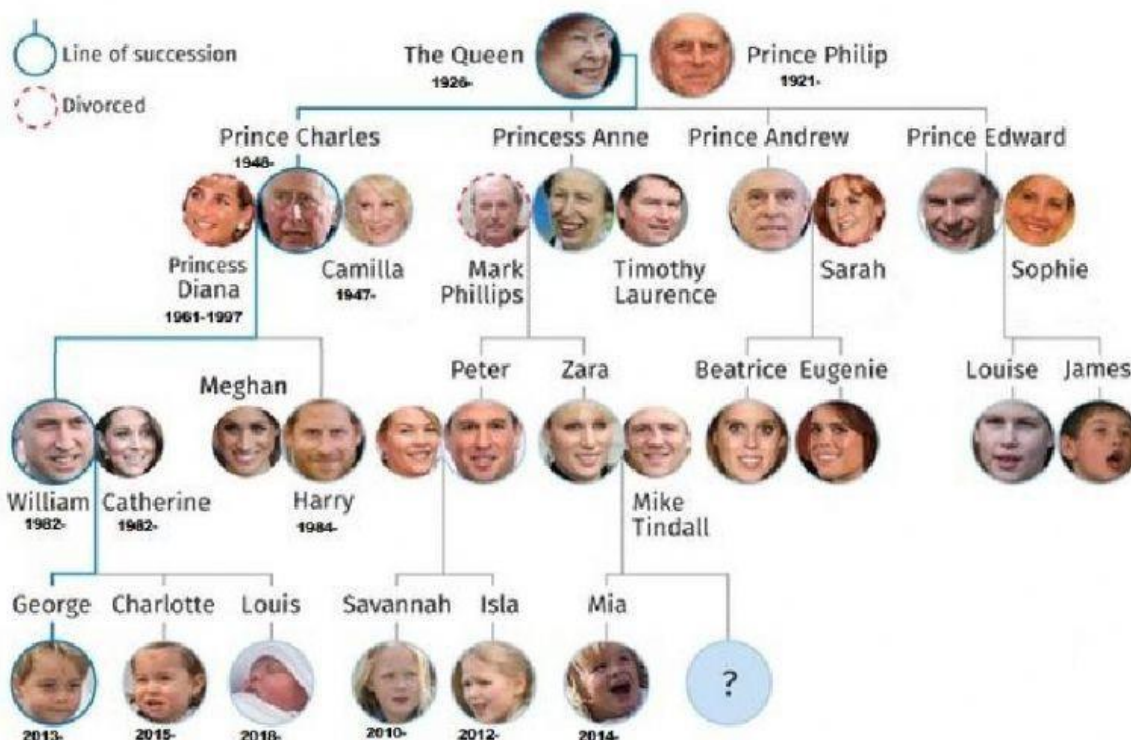 Line of succession
Divorced
The Queen
1926-
Prince Philip
1921-
Prince Charles
1948-
Princess Anne
Prince Andrew
Prince Edward
Princess
Diana
1961-1997
Camilla
1947-
Mark
Phillips
Timothy
Laurence
Sarah
Sophie
Meghan
Peter
Zara
Beatrice
Eugenie
Louise
James
William
1982-
Catherine
1982-
Harry
1984-
Mike
Tindall
George
Charlotte
Louis
Savannah
Isla
Mia
?
2013-
2015-
2018-
2010-
2012-
2014-